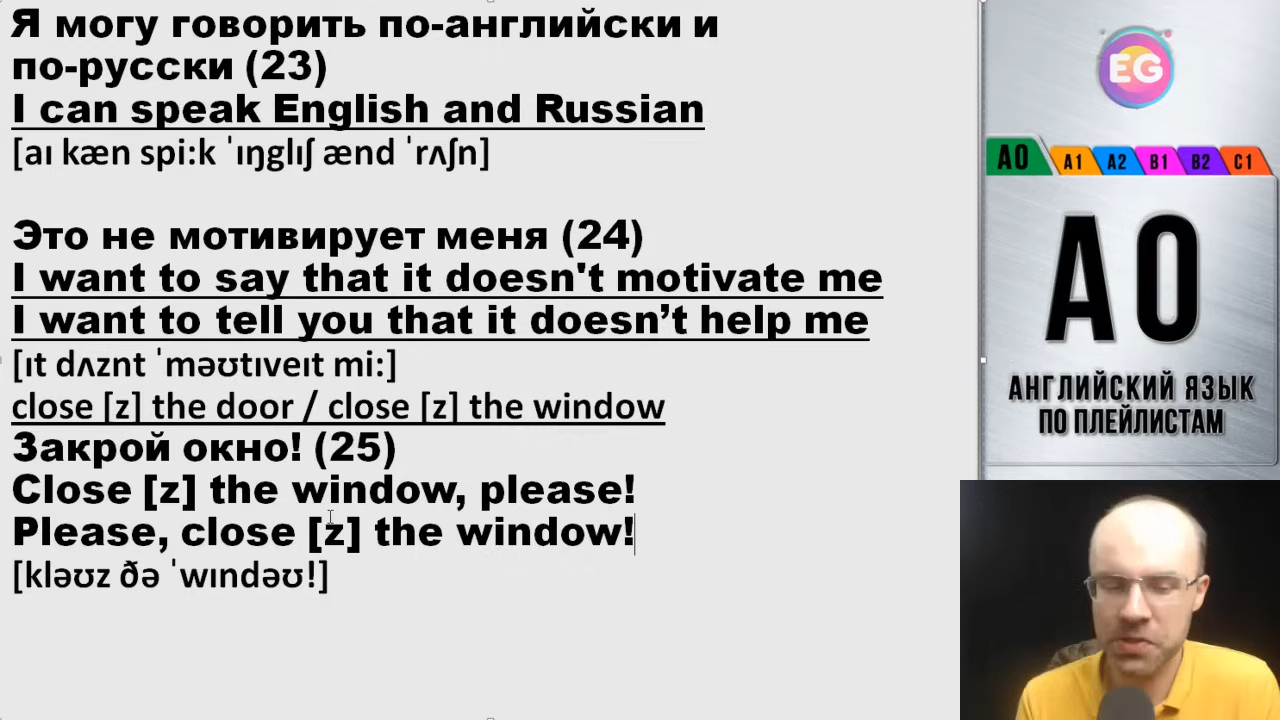 Я могу говорить по-английски и
по-русски (23)
I can speak English and Russian
[aɪ kæn spi:k ˈɪŋglɪʃ ænd ˈrʌʃn]
Это не мотивирует меня (24)
I want to say that it doesn't motivate me
I want to tell you that it doesn’t help me
[ɪt dʌznt ˈməʊtɪveɪt mi:]
close [z] the door / close [z] the window
Закрой окно! (25)
Close [z] the window, please!
Please, close [z] the window!
[kləʊz ðə ˈwɪndəʊ!]
EG
A0 A1 A2 B1 B2 C1
A0
АНГЛИЙСКИЙ ЯЗЫК
ПО ПЛЕЙЛИСТАМ